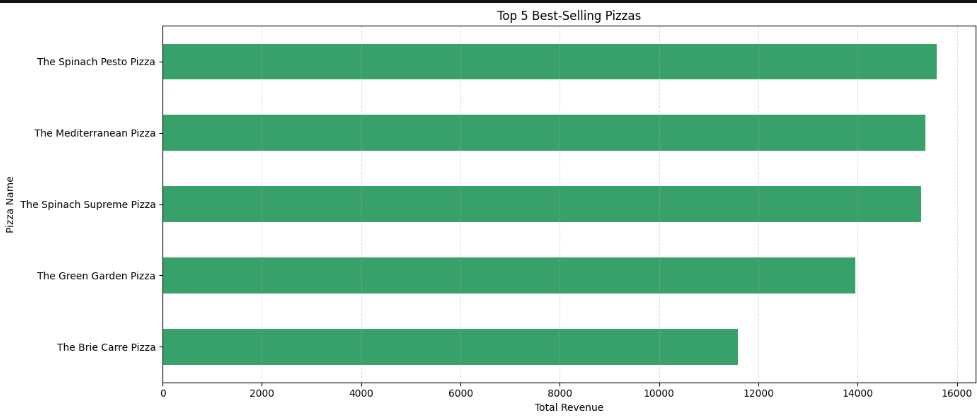 Top 5 Best-Selling Pizzas
Pizza Name
The Spinach Pesto Pizza
The Mediterranean Pizza
The Spinach Supreme Pizza
The Green Garden Pizza
The Brie Carre Pizza
0 2000 4000 6000 8000 10000 12000 14000 16000
Total Revenue